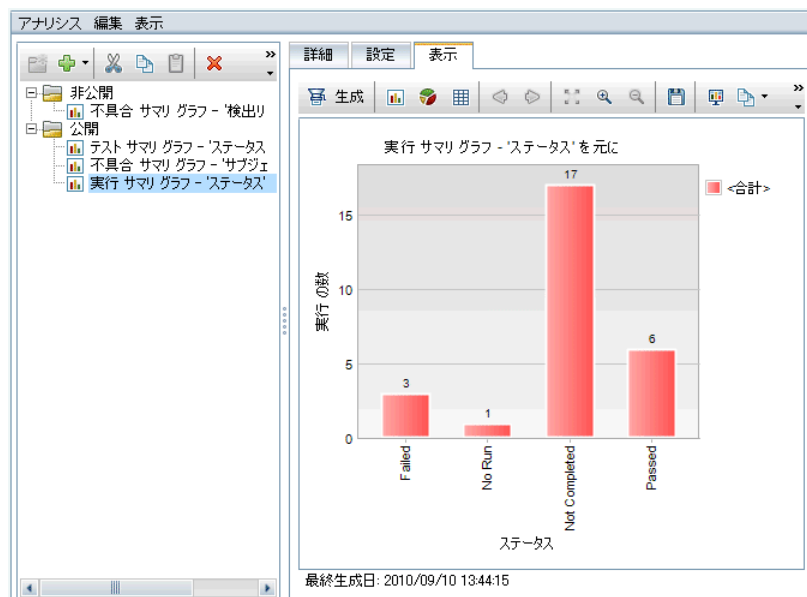 アナリシス 編集 表示
非公開
不具合 サマリ グラフ - '検出リ
公開
テスト サマリ グラフ - 'ステータス
不具合 サマリ グラフ - 'サブジェ
実行 サマリ グラフ - 'ステータス'
詳細 設定 表示
生成
実行 サマリ グラフ - 'ステータス' を元に
<合計>
実行 の数
15
10
5
0
3
1
17
6
Failed
No Run
Not Completed
Passed
ステータス
最終生成日: 2010/09/10 13:44:15